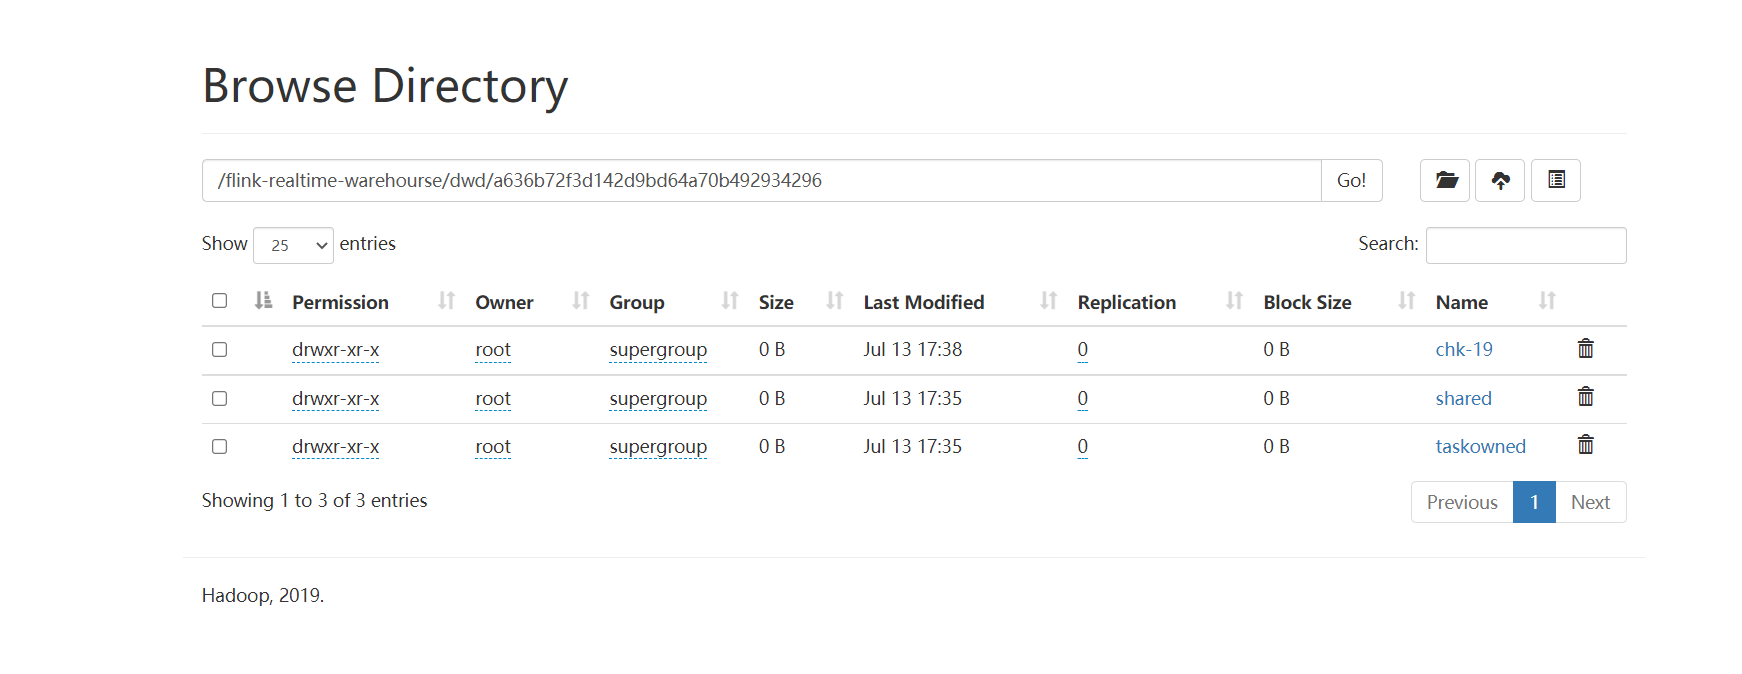 Browse Directory
/flink-realtime-warehourse/dwd/a636b72f3d142d9bd64a70b492934296 Go!
Show 25 entries Search:
Permission Owner Group Size Last Modified Replication Block Size Name
drwxr-xr-x root supergroup 0 B Jul 13 17:38 0 0 B chk-19
drwxr-xr-x root supergroup 0 B Jul 13 17:35 0 0 B shared
drwxr-xr-x root supergroup 0 B Jul 13 17:35 0 0 B taskowned
Showing 1 to 3 of 3 entries Previous 1 Next
Hadoop, 2019.